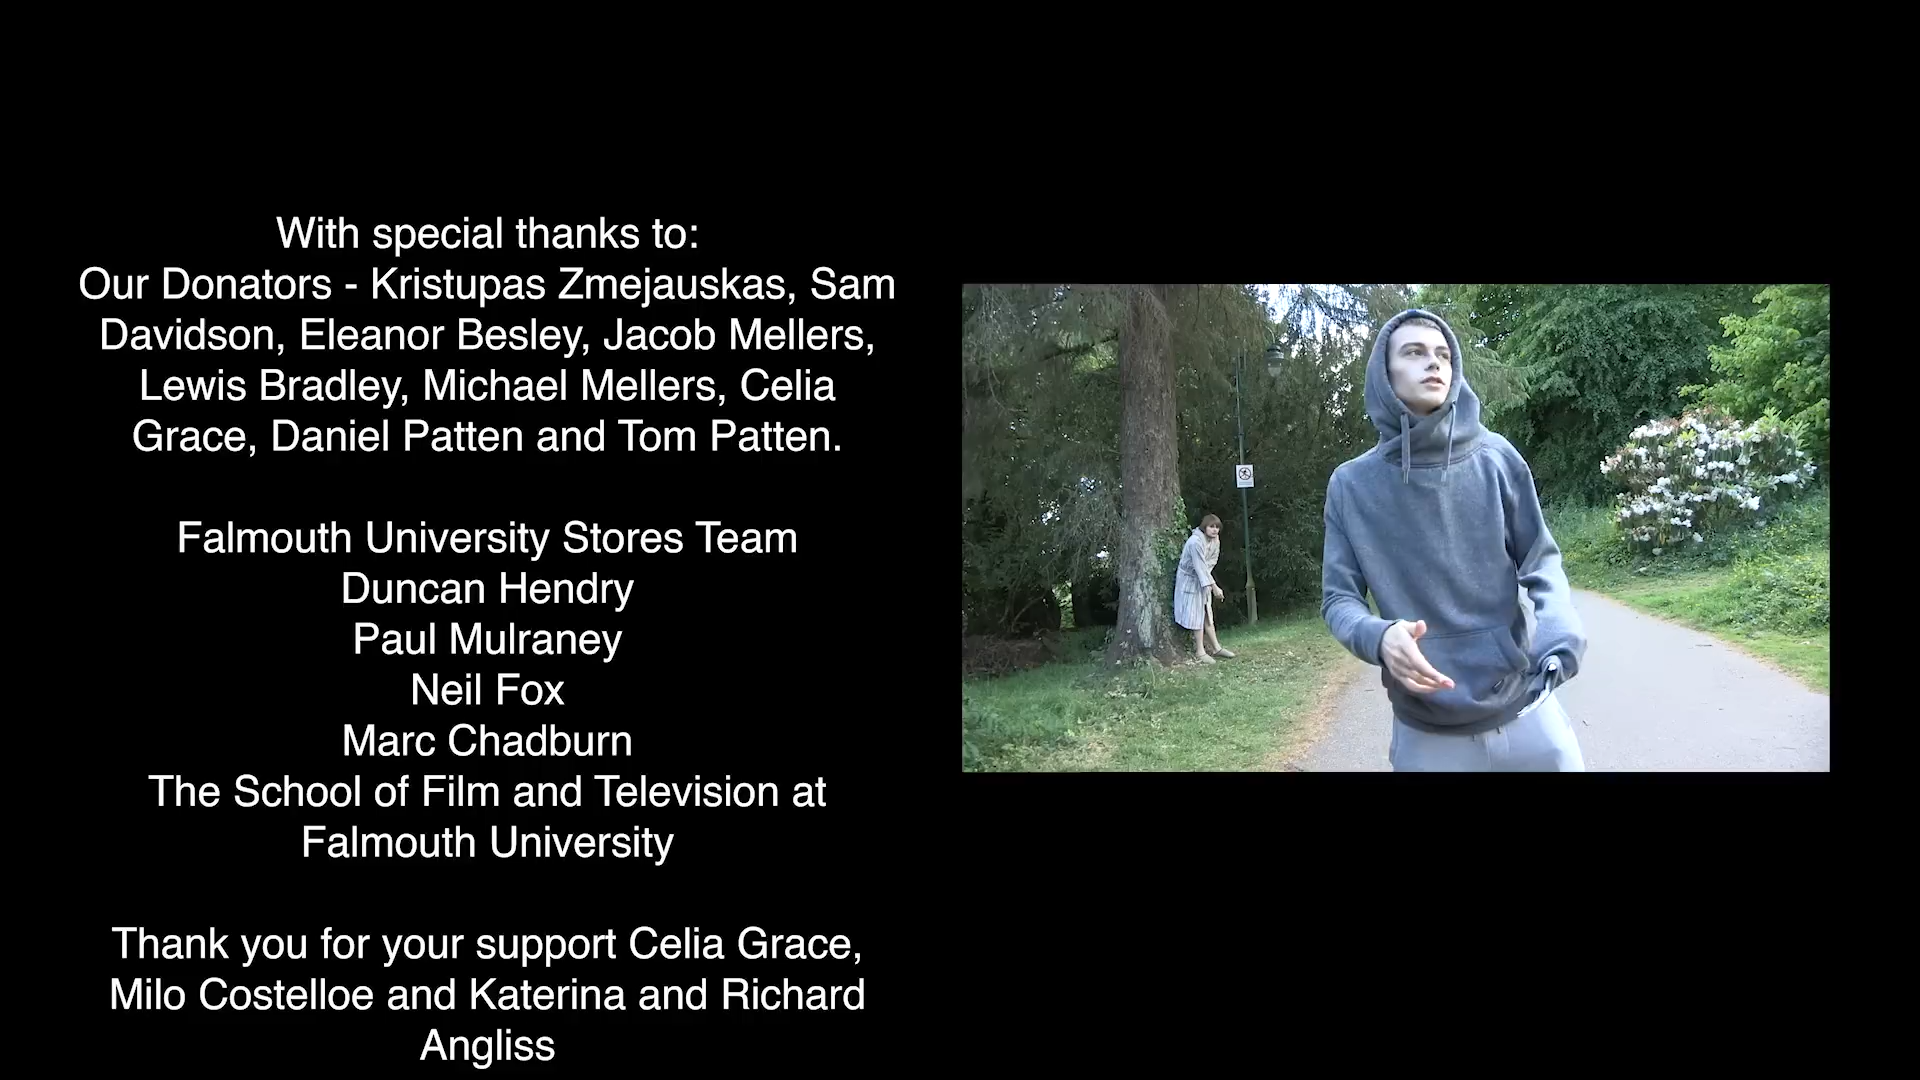 With special thanks to:
Our Donators - Kristupas Zmejauskas, Sam
Davidson, Eleanor Besley, Jacob Mellers,
Lewis Bradley, Michael Mellers, Celia
Grace, Daniel Patten and Tom Patten.
Falmouth University Stores Team
Duncan Hendry
Paul Mulraney
Neil Fox
Marc Chadburn
The School of Film and Television at
Falmouth University
Thank you for your support Celia Grace,
Milo Costelloe and Katerina and Richard
Angliss